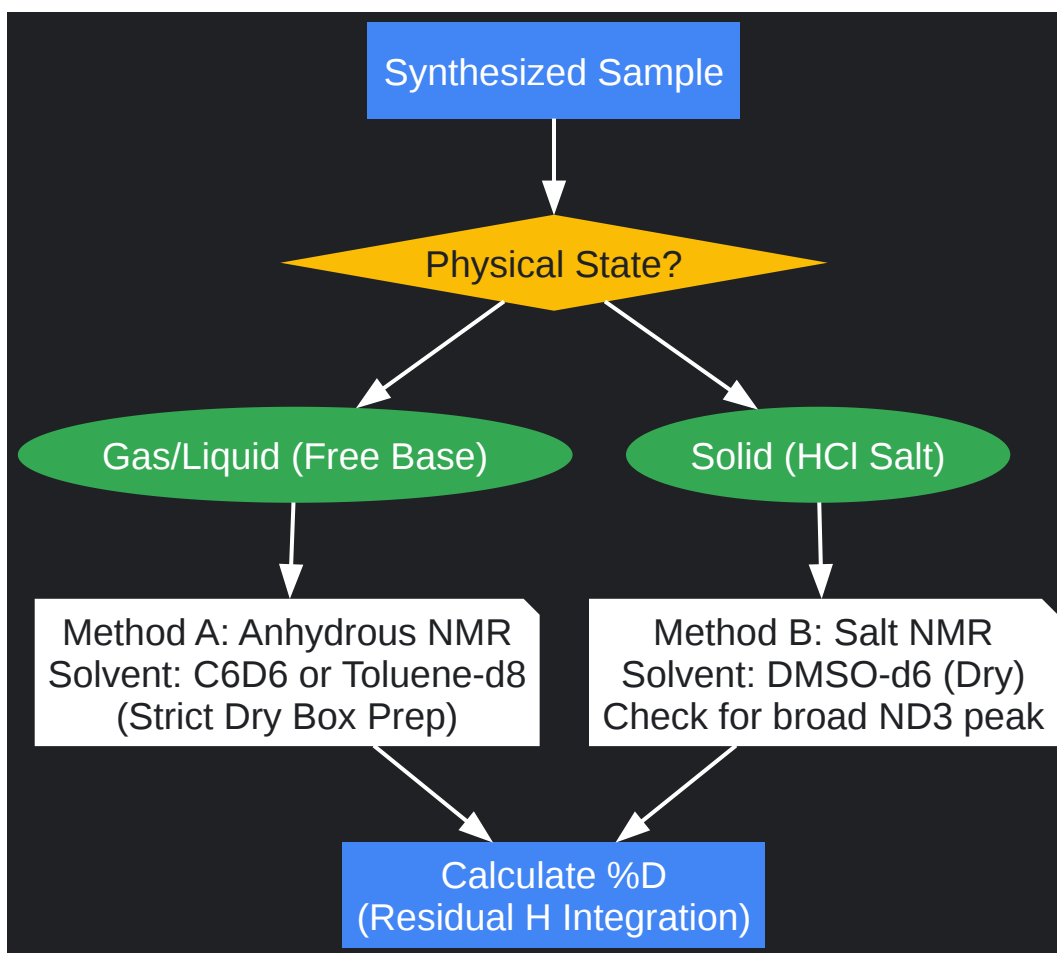 Synthesized Sample
Physical State?
Gas/Liquid (Free Base)
Solid (HCl Salt)
Method A: Anhydrous NMR
Solvent: C6D6 or Toluene-d8
(Strict Dry Box Prep)
Method B: Salt NMR
Solvent: DMSO-d6 (Dry)
Check for broad ND3 peak
Calculate %D
(Residual H Integration)